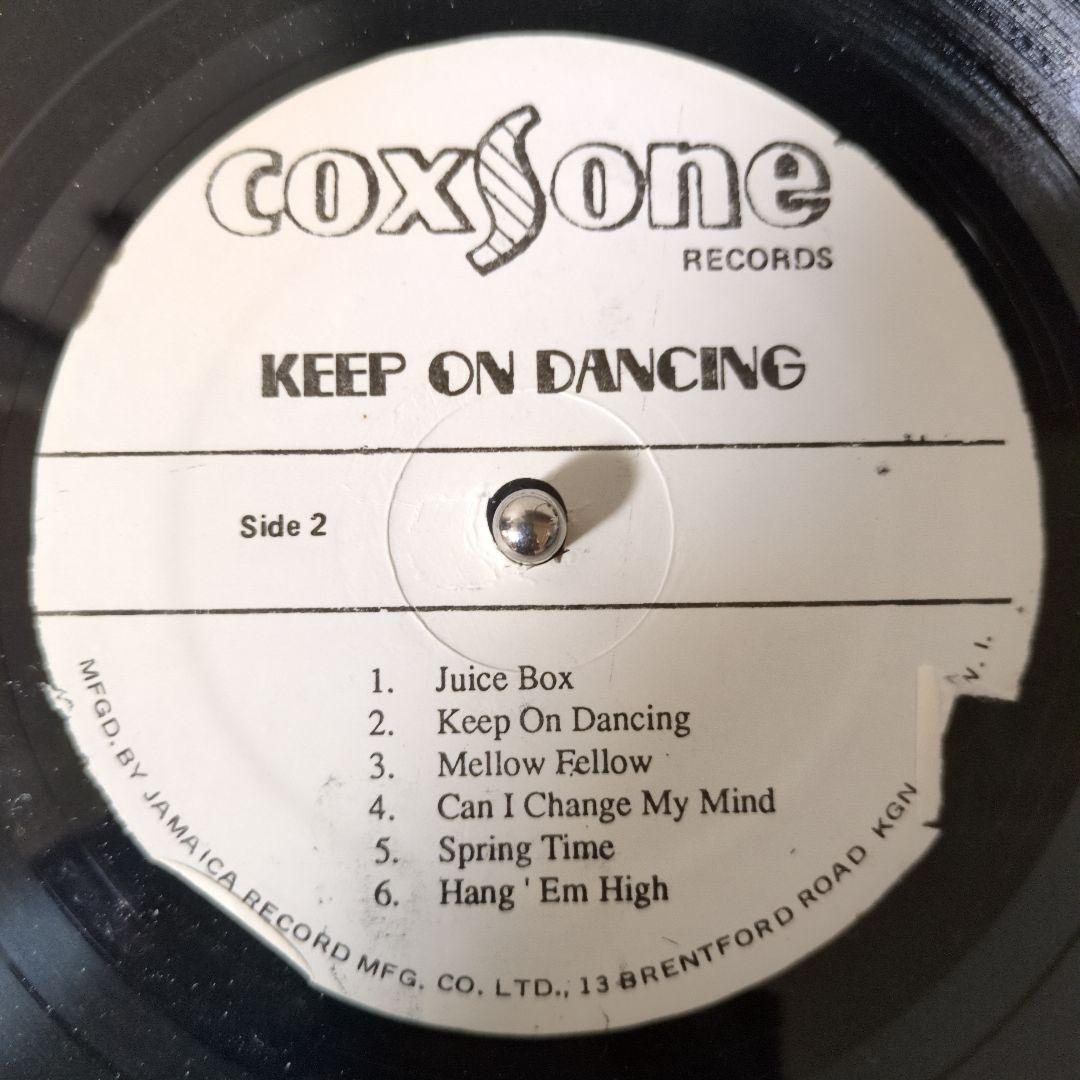 coxsone
RECORDS
KEEP ON DANCING
Side 2
1. Juice Box
2. Keep On Dancing
3. Mellow Fellow
4. Can I Change My Mind
5. Spring Time
6. Hang ' Em High
MFGD. BY JAMAICA RECORD MFG. CO. LTD., 13 BRENTFORD ROAD KGN